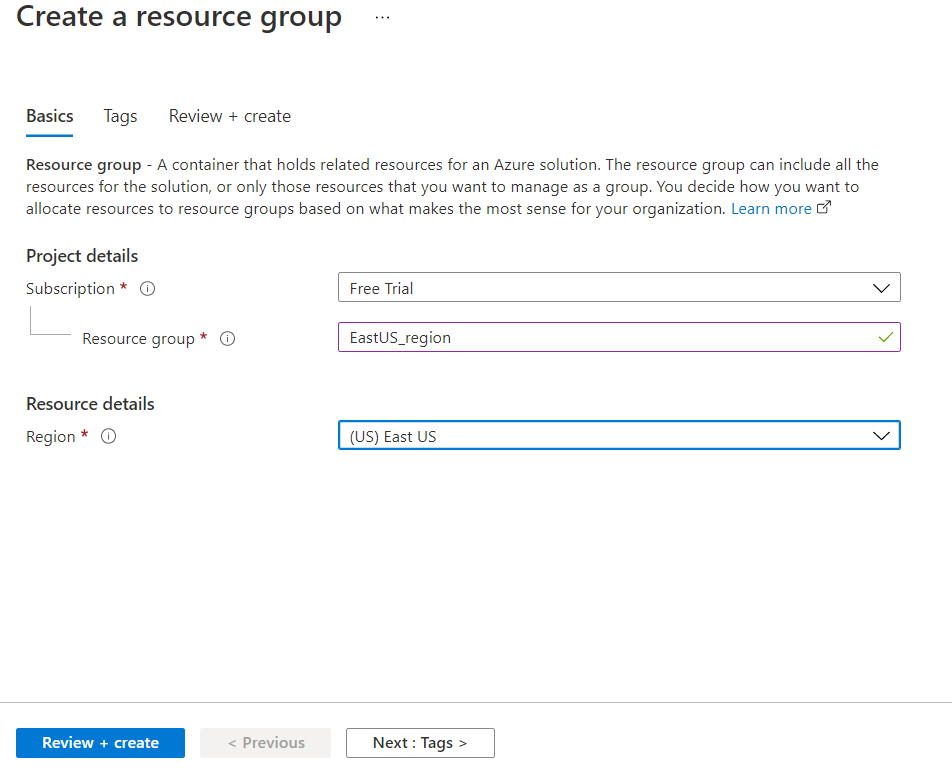 Create a resource group ...
Basics Tags Review + create
Resource group - A container that holds related resources for an Azure solution. The resource group can include all the
resources for the solution, or only those resources that you want to manage as a group. You decide how you want to
allocate resources to resource groups based on what makes the most sense for your organization. Learn more
Project details
Subscription * Free Trial
Resource group * EastUS_region
Resource details
Region * (US) East US
Review + create < Previous Next : Tags >